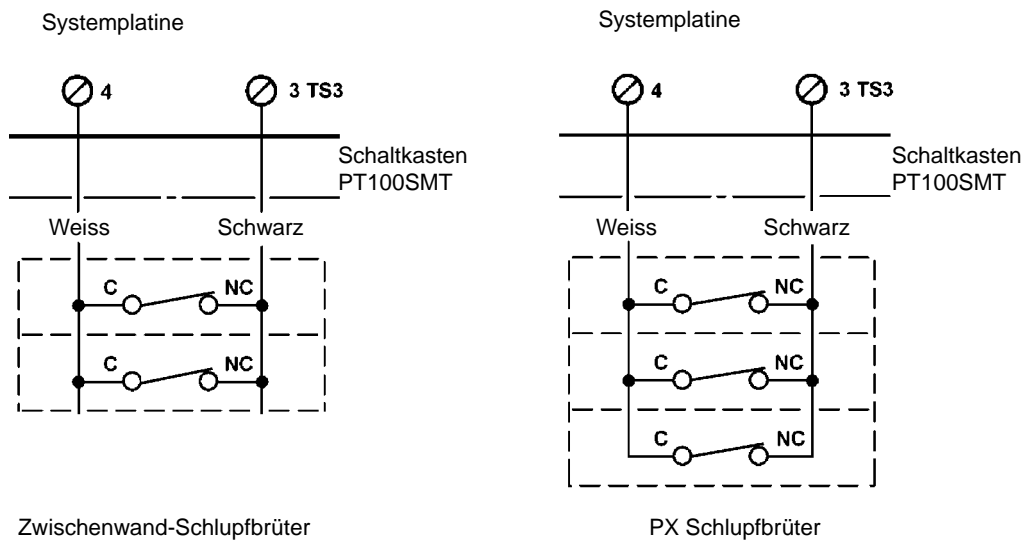 Systemplatine
4
3 TS3
Schaltkasten
PT100SMT
Weiss Schwarz
C NC
C NC
Zwischenwand-Schlupfbrüter
Systemplatine
4
3 TS3
Schaltkasten
PT100SMT
Weiss Schwarz
C NC
C NC
C NC
PX Schlupfbrüter